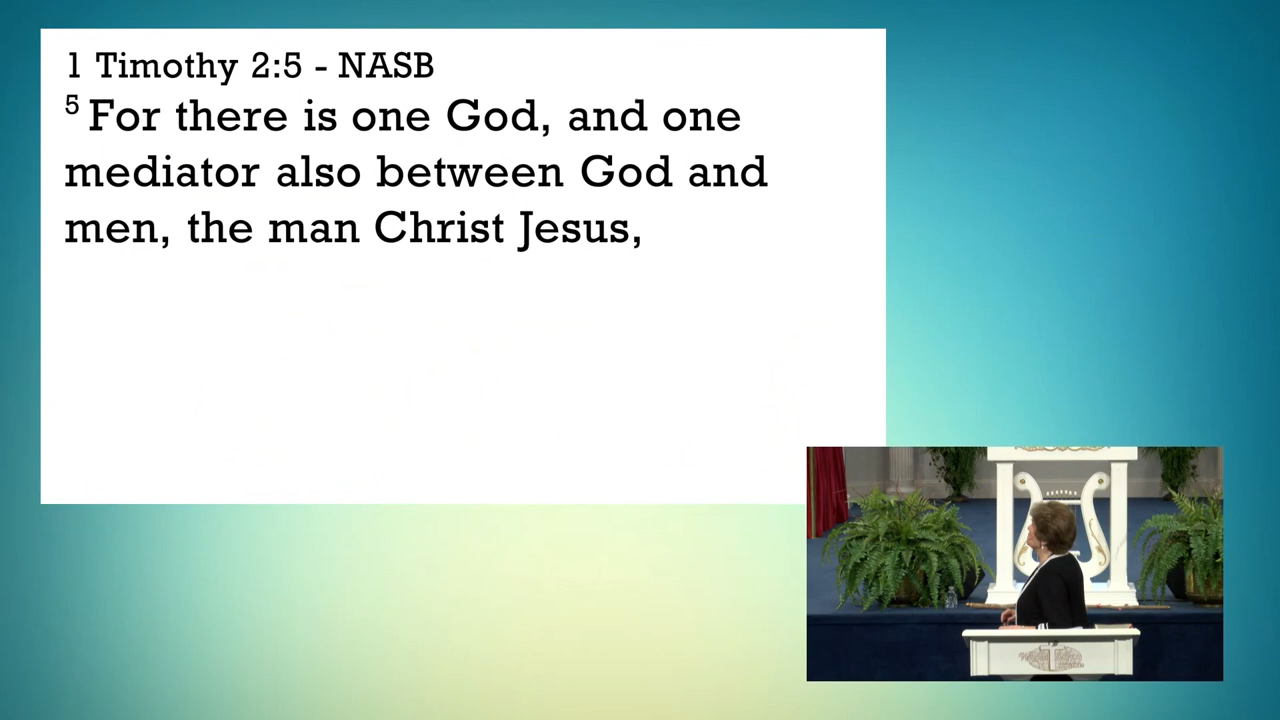 1 Timothy 2:5 - NASB
5 For there is one God, and one
mediator also between God and
men, the man Christ Jesus,